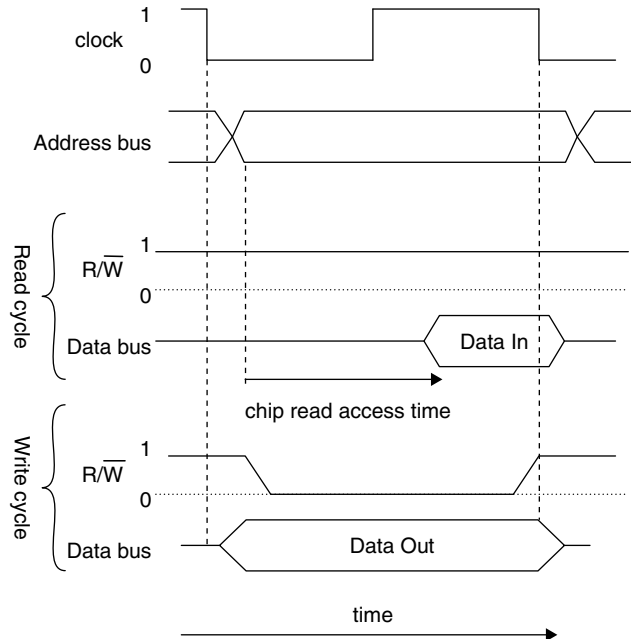 1
clock
0
Address bus
Read cycle
1
R/W̅
0
Data bus
Data In
chip read access time
Write cycle
1
R/W̅
0
Data bus
Data Out
time